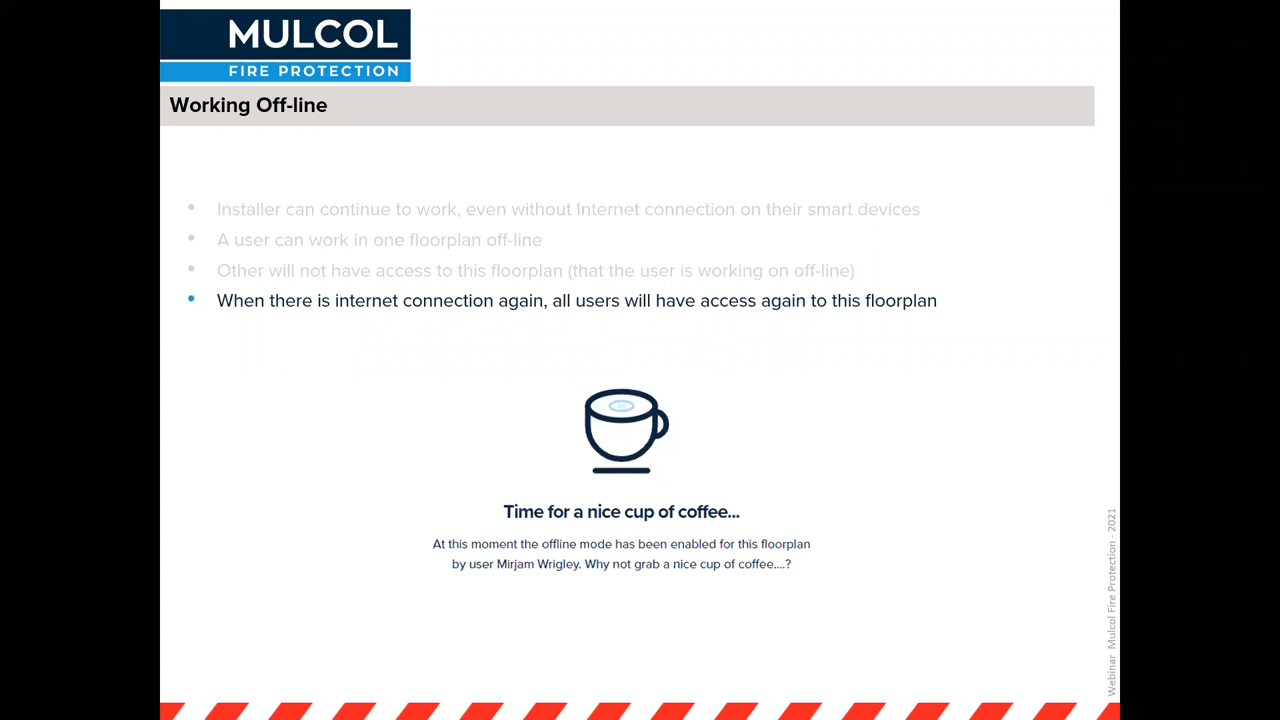 MULCOL
FIRE PROTECTION
Working Off-line
• Installer can continue to work, even without Internet connection on their smart devices
• A user can work in one floorplan off-line
• Other will not have access to this floorplan (that the user is working on off-line)
• When there is internet connection again, all users will have access again to this floorplan
Time for a nice cup of coffee...
At this moment the offline mode has been enabled for this floorplan
by user Mirjam Wrigley. Why not grab a nice cup of coffee....?
Webinar Mulcol Fire Protection - 2021